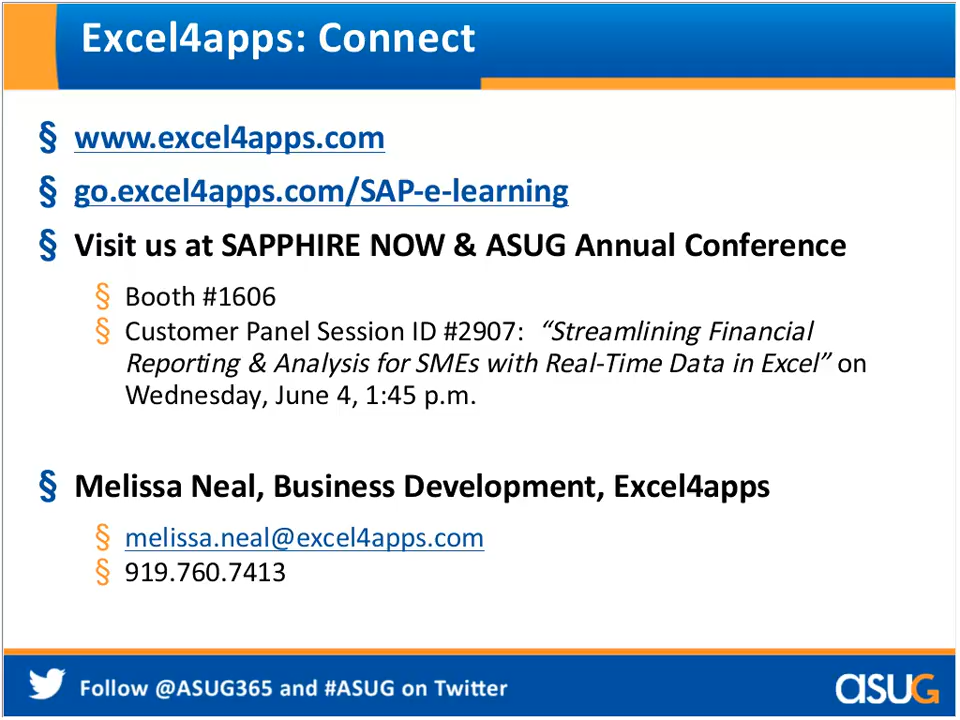 Excel4apps: Connect
§ www.excel4apps.com
§ go.excel4apps.com/SAP-e-learning
§ Visit us at SAPPHIRE NOW & ASUG Annual Conference
§ Booth #1606
§ Customer Panel Session ID #2907: “Streamlining Financial
Reporting & Analysis for SMEs with Real-Time Data in Excel” on
Wednesday, June 4, 1:45 p.m.
§ Melissa Neal, Business Development, Excel4apps
§ melissa.neal@excel4apps.com
§ 919.760.7413
Follow @ASUG365 and #ASUG on Twitter
asuG